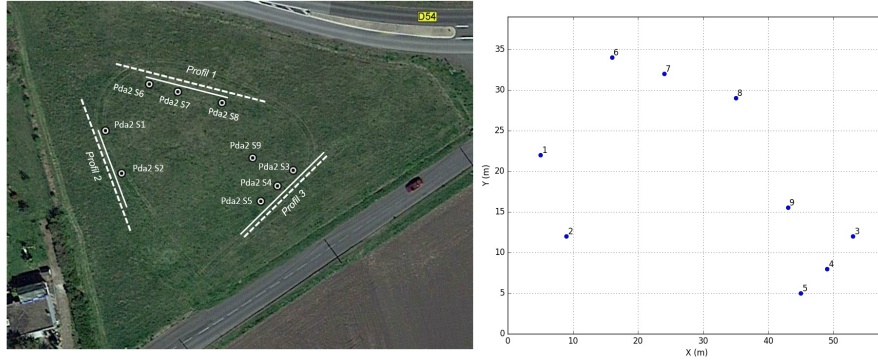 D54
Profil 1
Pda2 S6
Pda2 S7
Pda2 S8
Pda2 S1
Pda2 S9
Profil 2
Pda2 S2
Pda2 S3
Pda2 S4
Pda2 S5
Profil 3
35
30
25
20
15
10
5
0
Y (m)
6
7
8
1
9
2
3
4
5
0 10 20 30 40 50
X (m)